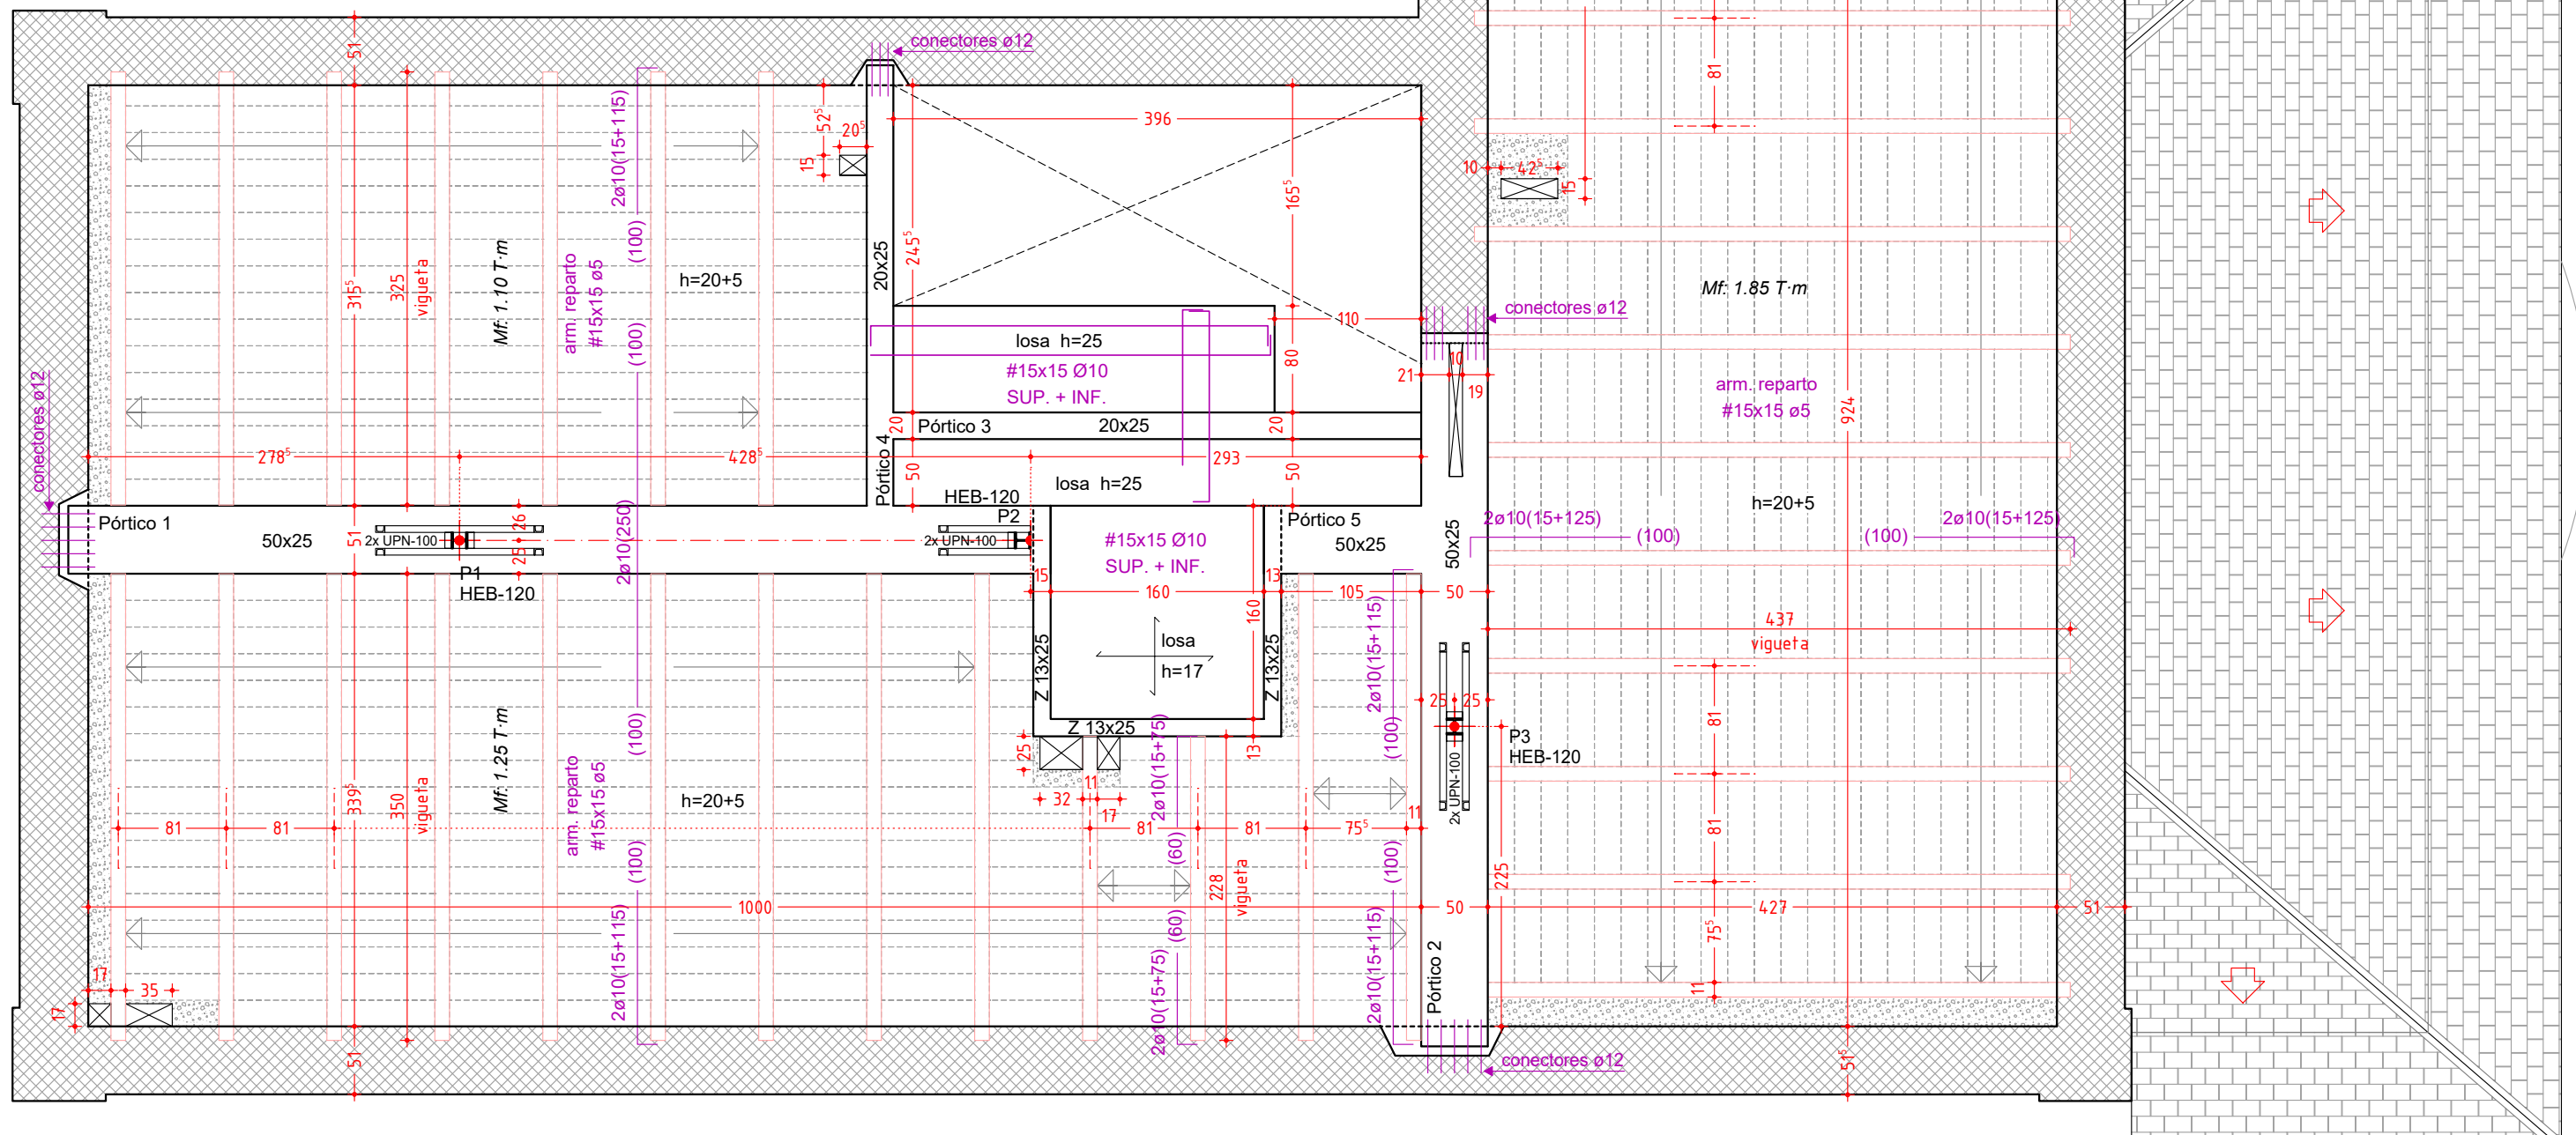 conectores ø12
51
81
2ø10(15+115)
52⁵
20⁵
15
396
165⁵
10
42⁵
15
245⁵
20x25
(100)
315⁵
325
vigueta
Mf: 1.10 T·m
arm. reparto
#15x15 ø5
h=20+5
Mf: 1.85 T·m
conectores ø12
110
losa h=25
#15x15 Ø10
SUP. + INF.
80
21
10
19
(100)
arm. reparto
#15x15 ø5
924
conectores ø12
20
Pórtico 3
20x25
20
Pórtico 4
278⁵
428⁵
293
50
50
losa h=25
HEB-120
P2
h=20+5
Pórtico 1
50x25
51
2x UPN-100
26
25
2ø10(250)
2x UPN-100
#15x15 Ø10
SUP. + INF.
Pórtico 5
50x25
50x25
2ø10(15+125)
(100)
(100)
2ø10(15+125)
P1
HEB-120
15
160
13
105
50
160
437
vigueta
Z 13x25
losa
h=17
Z 13x25
2ø10(15+115)
25
25
Z 13x25
(100)
Mf: 1.25 T·m
25
13
2ø10(15+75)
(100)
P3
HEB-120
81
2x UPN-100
339⁵
350
vigueta
arm. reparto
#15x15 ø5
h=20+5
32
11
17
81
81
81
81
75⁵
11
81
(100)
(60)
228
vigueta
(100)
225
1000
50
427
51
2ø10(15+115)
(60)
2ø10(15+75)
2ø10(15+115)
Pórtico 2
75⁵
17
35
17
11
51
conectores ø12
51⁵